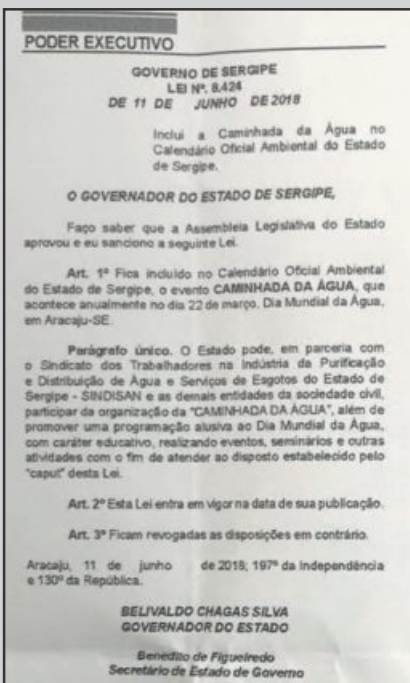 PODER EXECUTIVO
GOVERNO DE SERGIPE
LEI Nº. 8.424
DE 11 DE JUNHO DE 2018
Inclui a Caminhada da Água no
Calendário Oficial Ambiental do Estado
de Sergipe.
O GOVERNADOR DO ESTADO DE SERGIPE,
Faço saber que a Assembleia Legislativa do Estado
aprovou e eu sanciono a seguinte Lei.
Art. 1º Fica incluído no Calendário Oficial Ambiental
do Estado de Sergipe, o evento CAMINHADA DA ÁGUA, que
acontece anualmente no dia 22 de março, Dia Mundial da Água,
em Aracaju-SE.
Parágrafo único. O Estado pode, em parceria com
o Sindicato dos Trabalhadores na Indústria da Purificação
e Distribuição de Água e Serviços de Esgotos do Estado de
Sergipe - SINDISAN e as demais entidades da sociedade civil,
participar da organização da "CAMINHADA DA ÁGUA", além de
promover uma programação alusiva ao Dia Mundial da Água,
com caráter educativo, realizando eventos, seminários e outras
atividades com o fim de atender ao disposto estabelecido pelo
"caput" desta Lei.
Art. 2º Esta Lei entra em vigor na data de sua publicação.
Art. 3º Ficam revogadas as disposições em contrário.
Aracaju, 11 de junho de 2018; 197º da Independência
e 130º da República.
BELIVALDO CHAGAS SILVA
GOVERNADOR DO ESTADO
Benedito de Figueiredo
Secretário de Estado de Governo